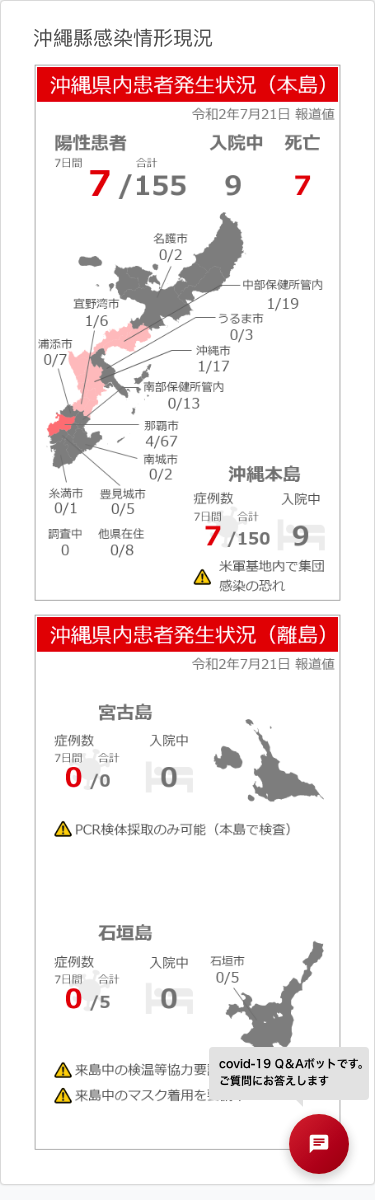 沖繩縣感染情形現況
沖縄県内患者発生状況（本島）
令和2年7月21日 報道値
陽性患者 入院中 死亡
7日間 合計
7/155 9 7
名護市
0/2
中部保健所管内
1/19
宜野湾市
1/6
うるま市
0/3
浦添市
0/7
沖縄市
1/17
南部保健所管内
0/13
那覇市
4/67
南城市
0/2
糸満市
0/1
豊見城市
0/5
調査中
0
他県在住
0/8
沖縄本島
症例数 入院中
7日間 合計
7/150 9
米軍基地内で集団
感染の恐れ
沖縄県内患者発生状況（離島）
令和2年7月21日 報道値
宮古島
症例数 入院中
7日間 合計
0/0 0
PCR検体採取のみ可能（本島で検査）
石垣島
症例数 入院中
7日間 合計
0/5 0
石垣市
0/5
covid-19 Q&Aボットです。
ご質問にお答えします
来島中の検温等協力要
来島中のマスク着用を